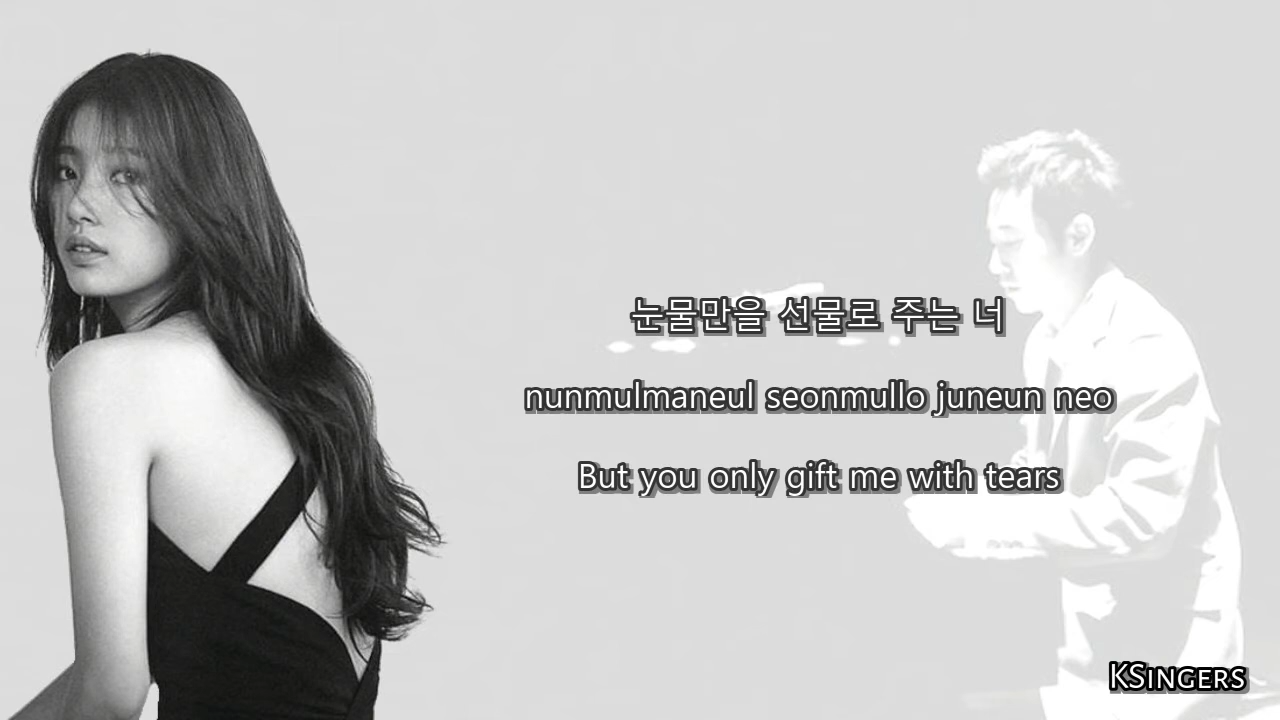 눈물만을 선물로 주는 너
nunmulmaneul seonmullo juneun neo
But you only gift me with tears
KSINGERS